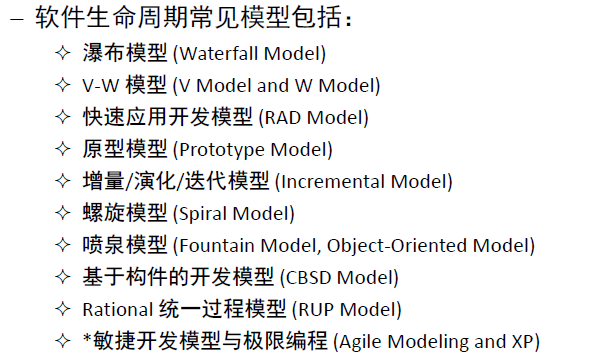 – 软件生命周期常见模型包括：
✧ 瀑布模型 (Waterfall Model)
✧ V-W 模型 (V Model and W Model)
✧ 快速应用开发模型 (RAD Model)
✧ 原型模型 (Prototype Model)
✧ 增量/演化/迭代模型 (Incremental Model)
✧ 螺旋模型 (Spiral Model)
✧ 喷泉模型 (Fountain Model, Object-Oriented Model)
✧ 基于构件的开发模型 (CBSD Model)
✧ Rational 统一过程模型 (RUP Model)
✧ *敏捷开发模型与极限编程 (Agile Modeling and XP)